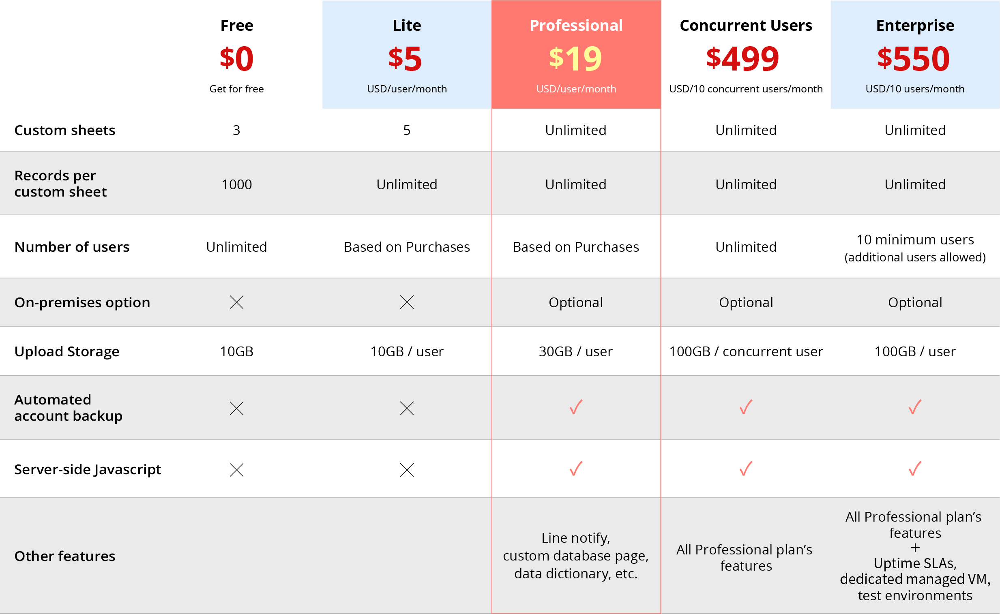 Free
Lite
Professional
Concurrent Users
Enterprise
$0
$5
$19
$499
$550
Get for free
USD/user/month
USD/user/month
USD/10 concurrent users/month
USD/10 users/month
Custom sheets
3
5
Unlimited
Unlimited
Unlimited
Records per
custom sheet
1000
Unlimited
Unlimited
Unlimited
Unlimited
Number of users
Unlimited
Based on Purchases
Based on Purchases
Unlimited
10 minimum users
(additional users allowed)
On-premises option
Optional
Optional
Optional
Upload Storage
10GB
10GB / user
30GB / user
100GB / concurrent user
100GB / user
Automated
account backup
Server-side Javascript
Other features
Line notify,
custom database page,
data dictionary, etc.
All Professional plan’s
features
All Professional plan’s
features
+
Uptime SLAs,
dedicated managed VM,
test environments